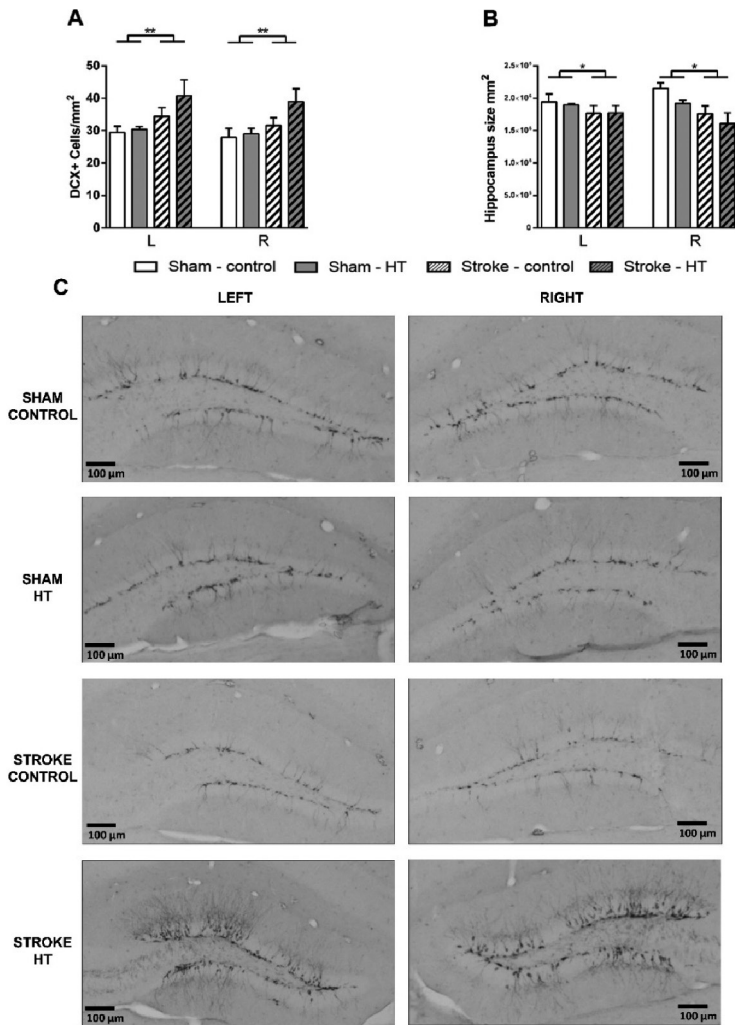 A
**
**
DCX+ Cells/mm²
50
40
30
20
10
0
L
R
B
*
*
Hippocampus size mm²
0
L
R
Sham - control
Sham - HT
Stroke - control
Stroke - HT
C
LEFT
RIGHT
SHAM
CONTROL
100 µm
100 µm
SHAM
HT
100 µm
100 µm
STROKE
CONTROL
100 µm
100 µm
STROKE
HT
100 µm
100 µm